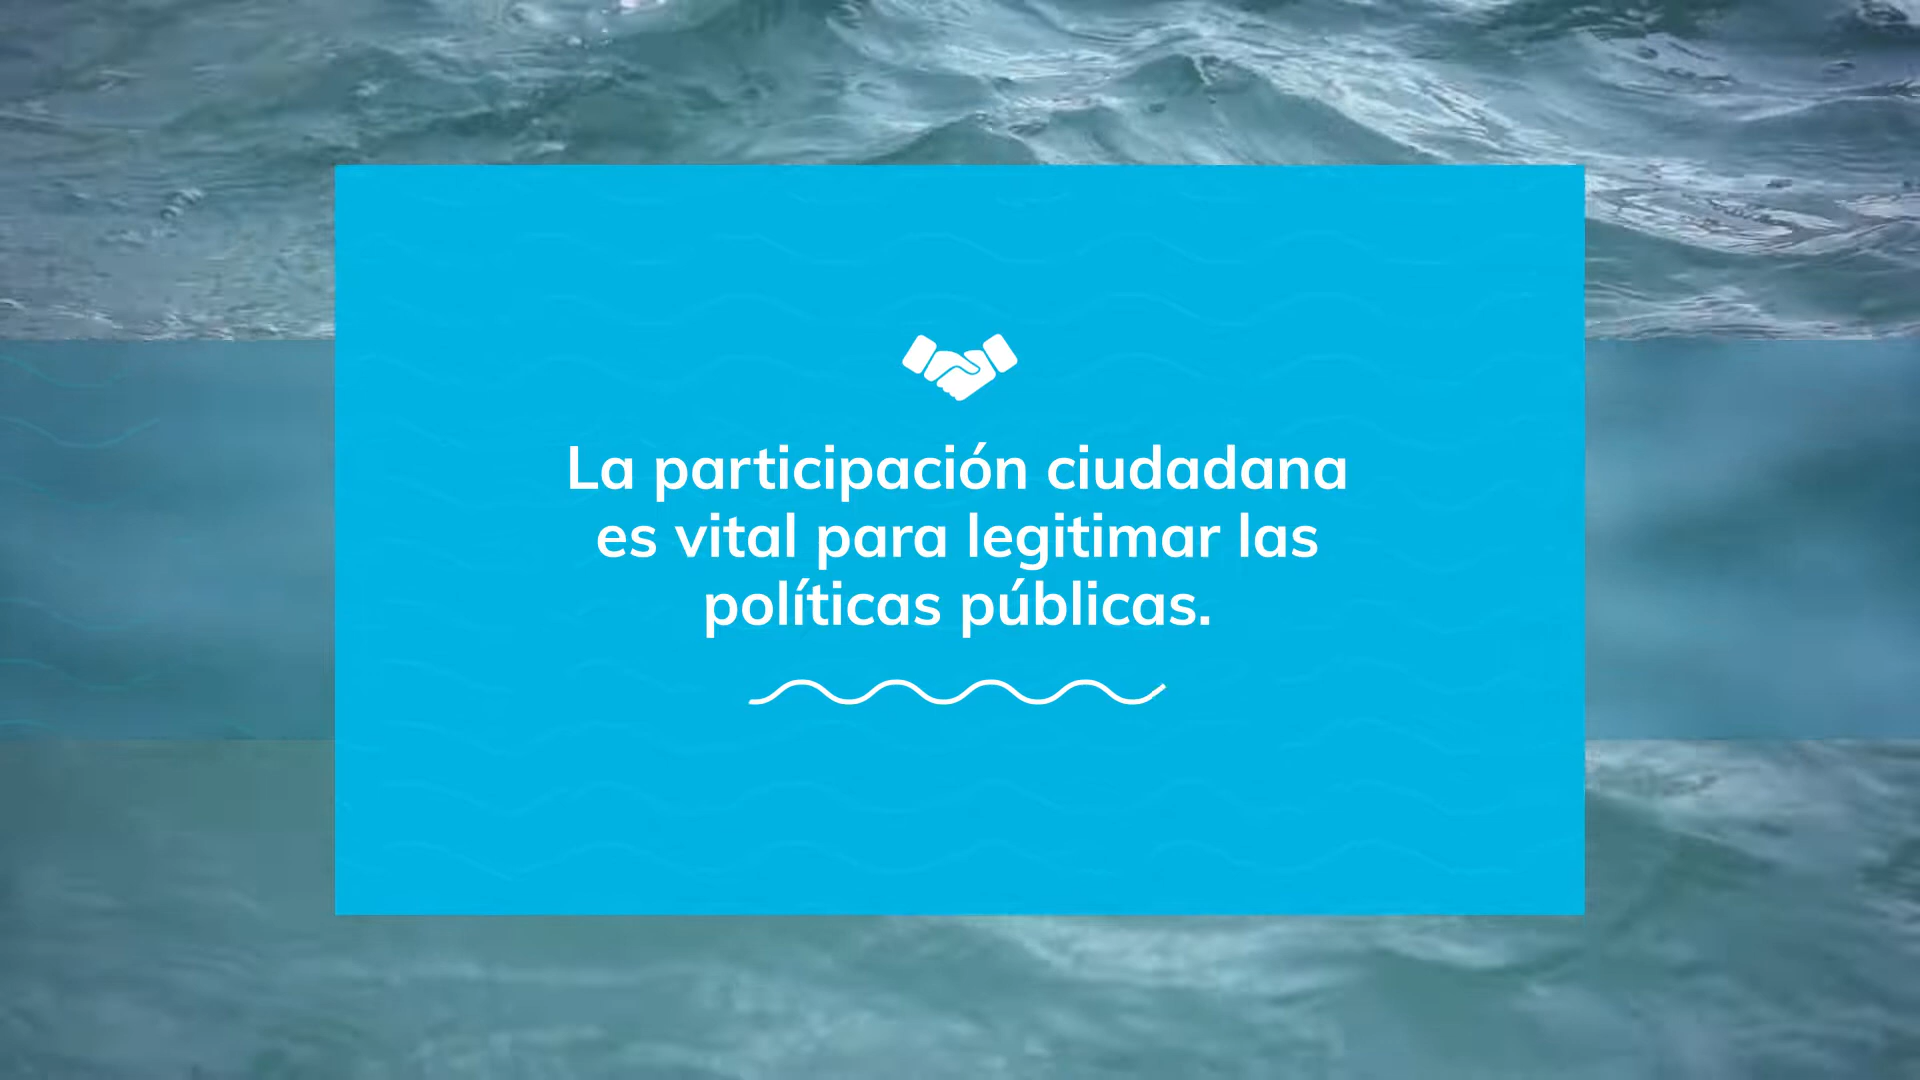 La participación ciudadana
es vital para legitimar las
políticas públicas.